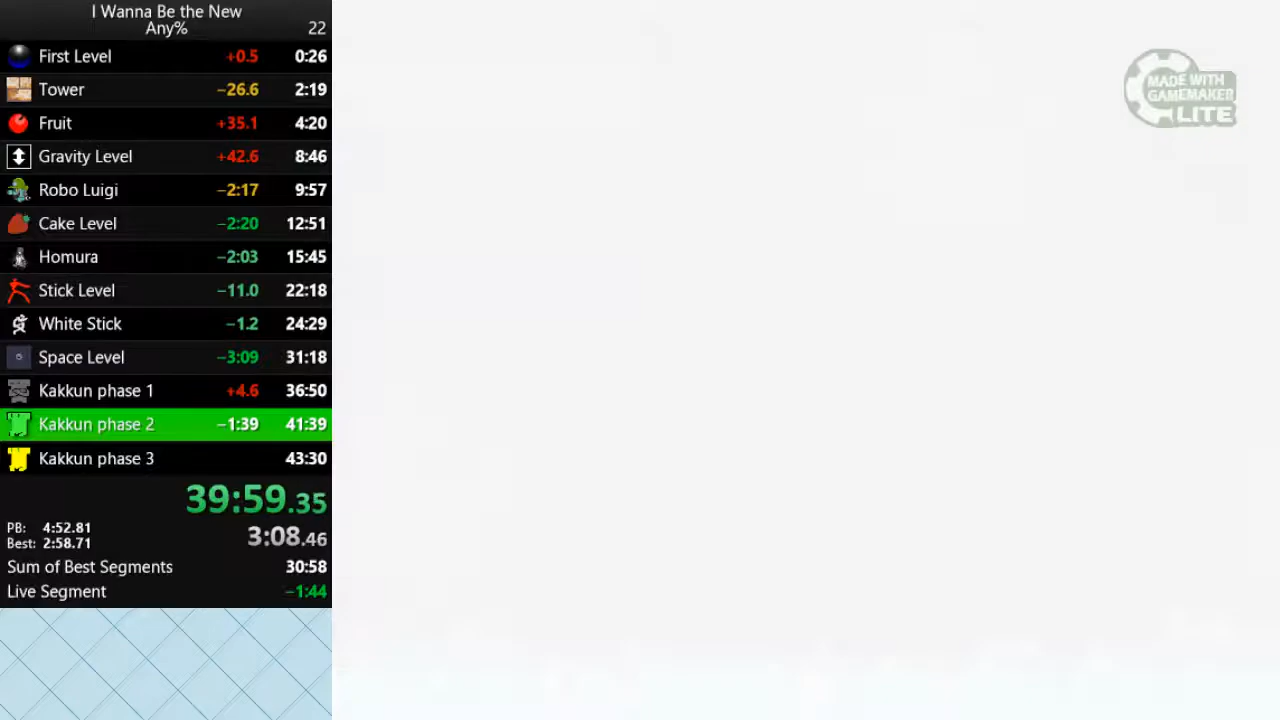 I Wanna Be the New
Any% 22
First Level +0.5 0:26
Tower −26.6 2:19
Fruit +35.1 4:20
Gravity Level +42.6 8:46
Robo Luigi −2:17 9:57
Cake Level −2:20 12:51
Homura −2:03 15:45
Stick Level −11.0 22:18
White Stick −1.2 24:29
Space Level −3:09 31:18
Kakkun phase 1 +4.6 36:50
Kakkun phase 2 −1:39 41:39
Kakkun phase 3 43:30
39:59.35
PB: 4:52.81
Best: 2:58.71
3:08.46
Sum of Best Segments 30:58
Live Segment −1:44
MADE WITH
GAMEMAKER
LITE